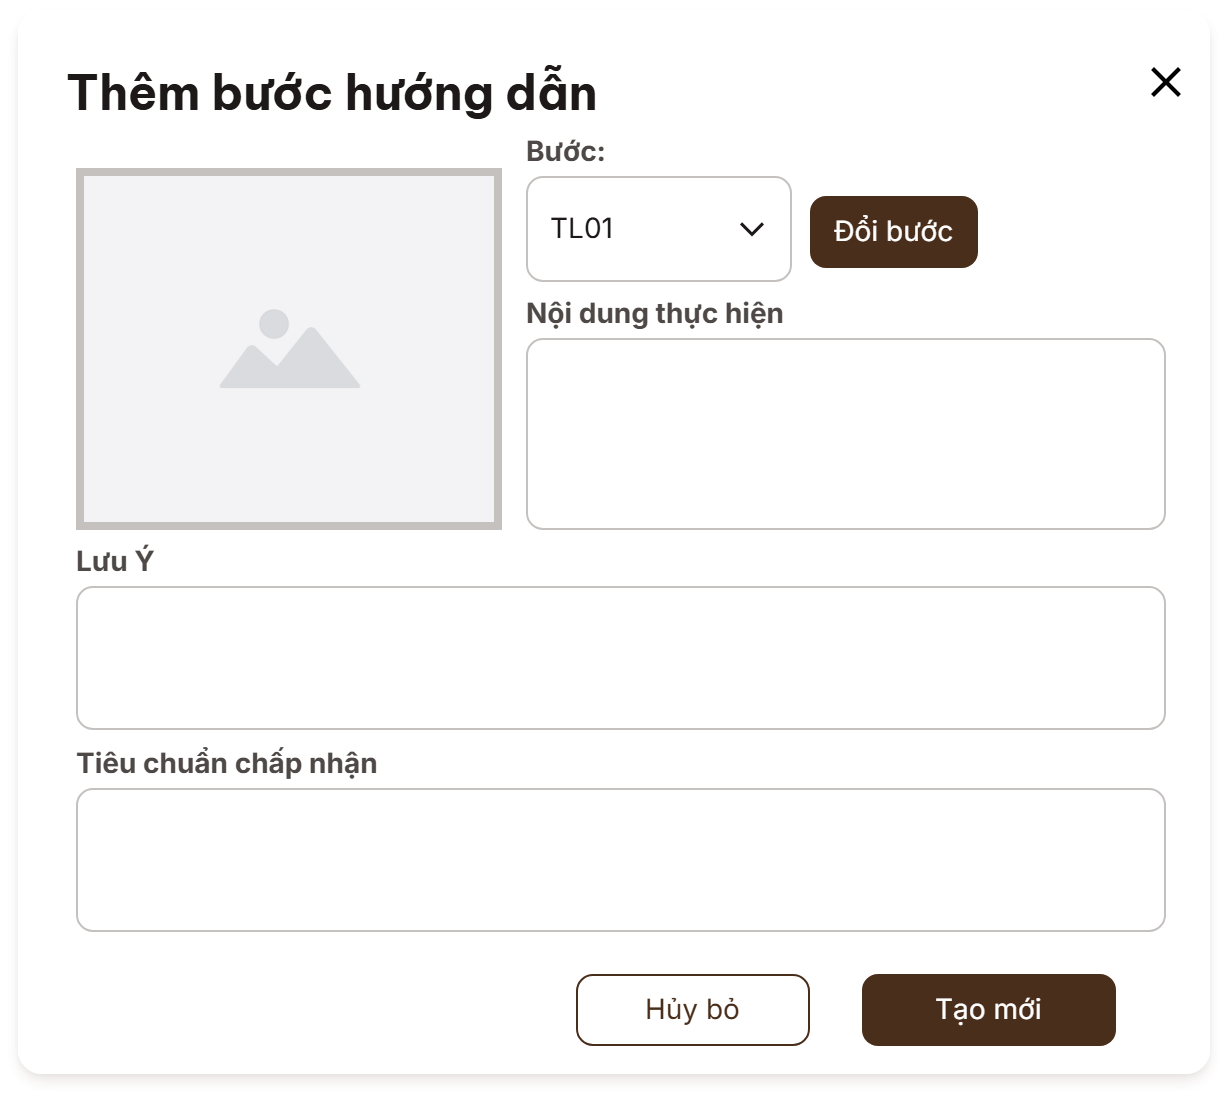 Thêm bước hướng dẫn
Bước:
TL01
Đổi bước
Nội dung thực hiện
Lưu Ý
Tiêu chuẩn chấp nhận
Hủy bỏ
Tạo mới